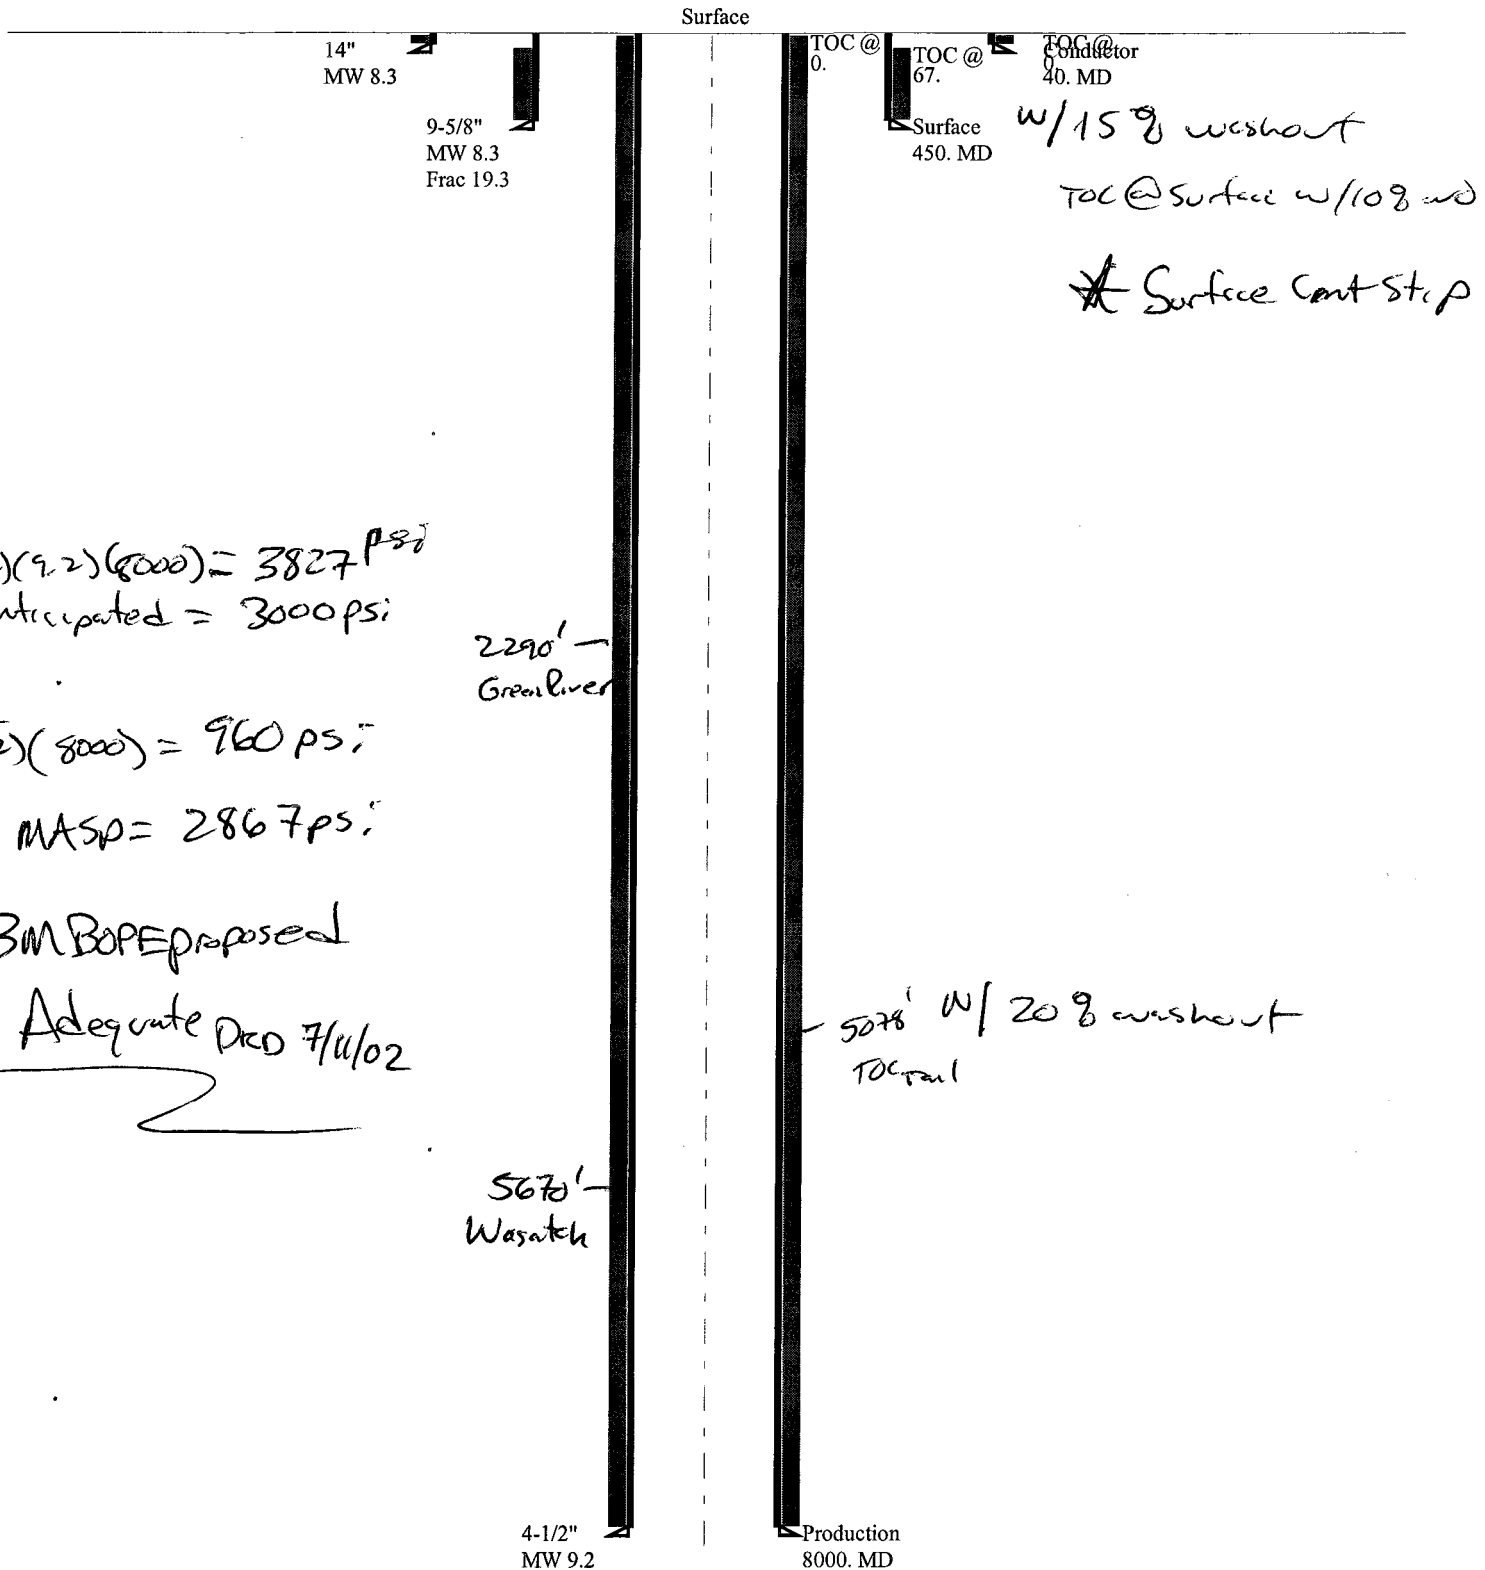 Surface
14"
MW 8.3
9-5/8"
MW 8.3
Frac 19.3
TOC @
0.
TOC @
67.
Surface
450. MD
TOC @
0.
Conductor
40. MD
w/15% washout
TOC @ Surface w/10% wo
* Surface Cmt Stip
)(9.2)(8000) = 3827 psi
nticipated = 3000 psi
2)(8000) = 960 psi
MASP = 2867 psi
3M BOPE proposed
Adequate DKD 7/11/02
2290'
Green River
5078' w/ 20% washout
TOC Tail
5670'
Wasatch
4-1/2"
MW 9.2
Production
8000. MD